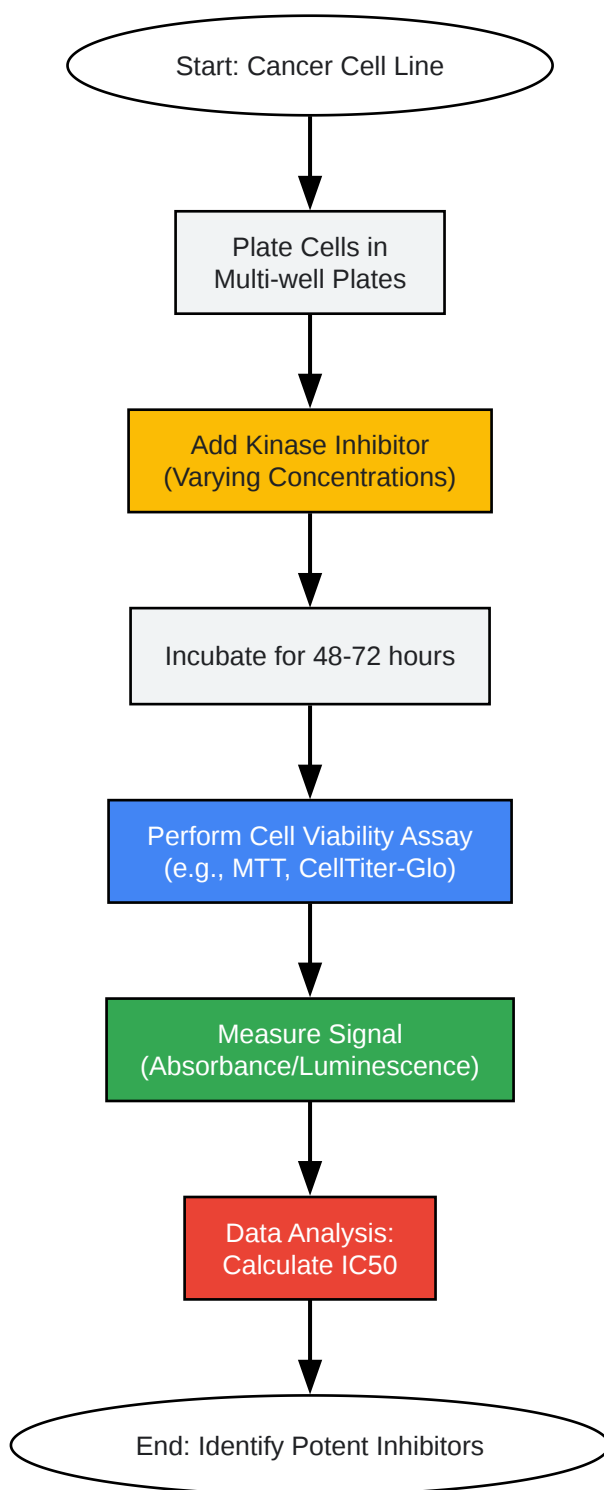 Start: Cancer Cell Line
Plate Cells in
Multi-well Plates
Add Kinase Inhibitor
(Varying Concentrations)
Incubate for 48-72 hours
Perform Cell Viability Assay
(e.g., MTT, CellTiter-Glo)
Measure Signal
(Absorbance/Luminescence)
Data Analysis:
Calculate IC50
End: Identify Potent Inhibitors